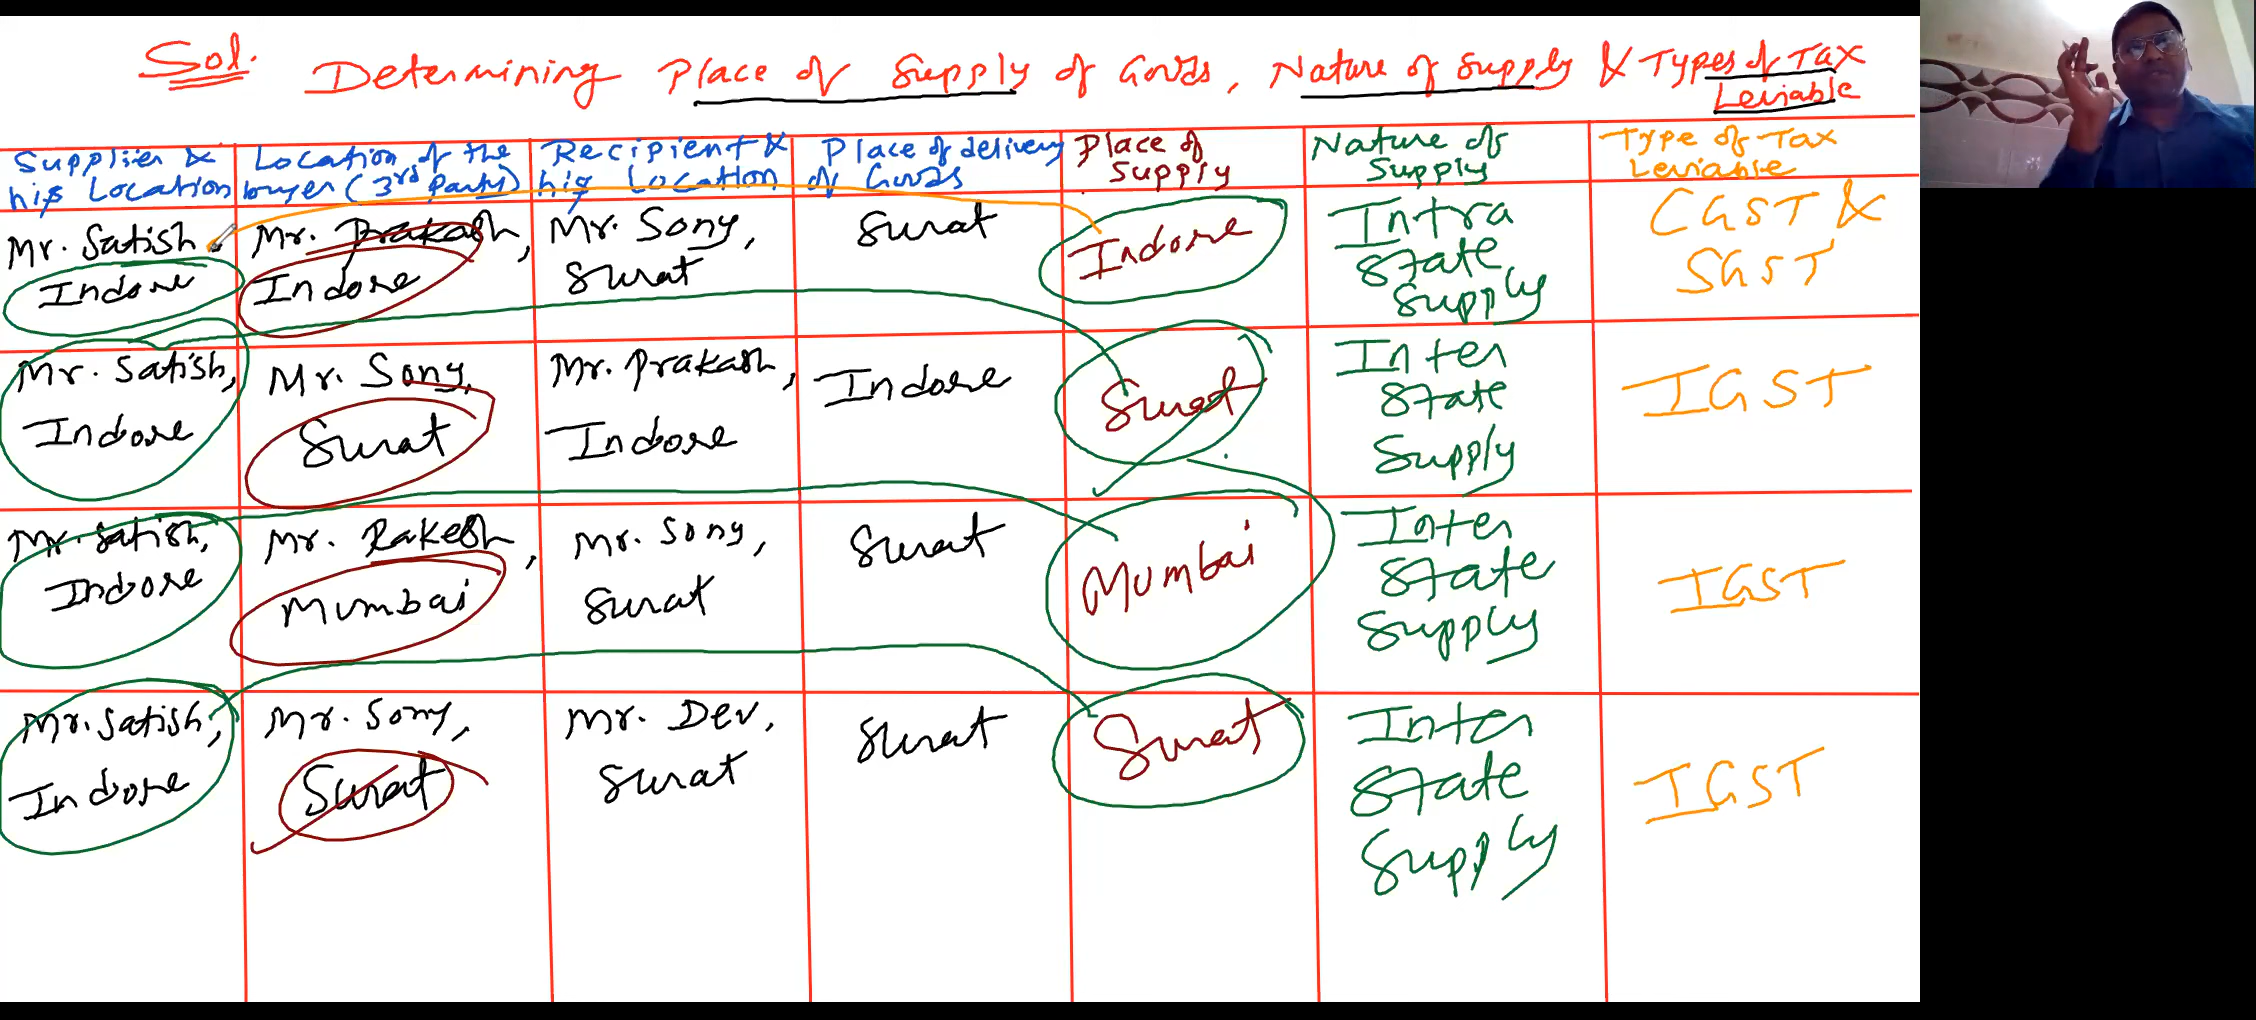 Sol. Determining Place of Supply of Goods, Nature of Supply & Types of Tax
Leviable
Supplier &
his Location
Location of the
buyer (3rd Party)
Recipient &
his Location
Place of delivery
of Goods
Place of
Supply
Nature of
Supply
Type of Tax
Leviable
Mr. Satish
Indore
Mr. Prakash,
Indore
Mr. Sony,
Surat
Surat
Indore
Intra
State
Supply
CGST &
SGST
Mr. Satish,
Indore
Mr. Sony,
Surat
Mr. Prakash,
Indore
Indore
Surat
Inter
State
Supply
IGST
Mr. Satish,
Indore
Mr. Rakesh,
Mumbai
Mr. Sony,
Surat
Surat
Mumbai
Inter
State
Supply
IGST
Mr. Satish,
Indore
Mr. Sony,
Surat
Mr. Dev,
Surat
Surat
Surat
Inter
State
Supply
IGST